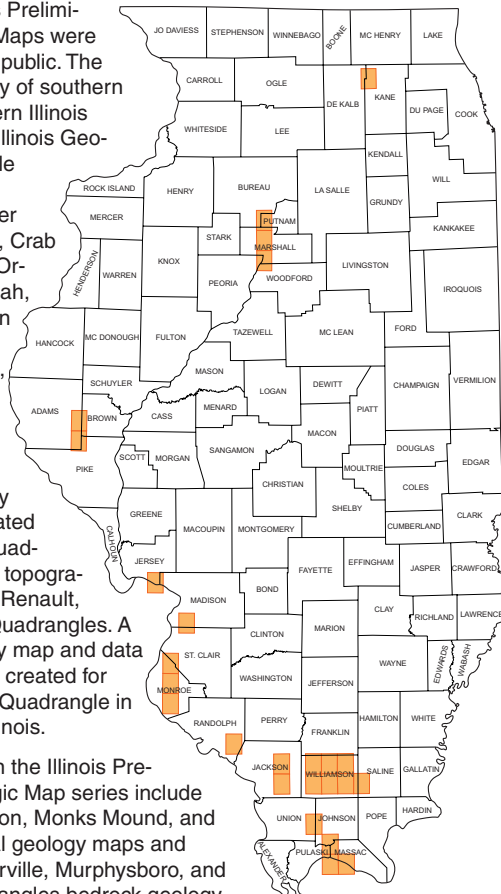 s Prelimi-
Maps were
public. The
y of southern
ern Illinois
llinois Geo-
le
er
, Crab
Or-
ah,
n
,
y
ated
uad-
topogra-
Renault,
Quadrangles. A
y map and data
created for
Quadrangle in
inois.
n the Illinois Pre-
gic Map series include
on, Monks Mound, and
al geology maps and
erville, Murphysboro, and
angles bedrock geology
JO DAVIESS
STEPHENSON
WINNEBAGO
BOONE
MC HENRY
LAKE
CARROLL
OGLE
DE KALB
KANE
DU PAGE
COOK
WHITESIDE
LEE
KENDALL
WILL
ROCK ISLAND
HENRY
BUREAU
LA SALLE
GRUNDY
MERCER
PUTNAM
KANKAKEE
HENDERSON
WARREN
KNOX
STARK
MARSHALL
PEORIA
WOODFORD
LIVINGSTON
IROQUOIS
HANCOCK
MC DONOUGH
FULTON
TAZEWELL
MC LEAN
FORD
SCHUYLER
MASON
ADAMS
BROWN
CASS
MENARD
LOGAN
DEWITT
PIATT
CHAMPAIGN
VERMILION
MACON
PIKE
SCOTT
MORGAN
SANGAMON
MOULTRIE
DOUGLAS
EDGAR
CHRISTIAN
COLES
GREENE
MACOUPIN
MONTGOMERY
SHELBY
CUMBERLAND
CLARK
CALHOUN
JERSEY
FAYETTE
EFFINGHAM
JASPER
CRAWFORD
MADISON
BOND
CLAY
RICHLAND
LAWRENCE
CLINTON
MARION
ST. CLAIR
WAYNE
EDWARDS
WABASH
MONROE
WASHINGTON
JEFFERSON
RANDOLPH
PERRY
HAMILTON
WHITE
FRANKLIN
JACKSON
WILLIAMSON
SALINE
GALLATIN
UNION
JOHNSON
POPE
HARDIN
ALEXANDER
PULASKI
MASSAC